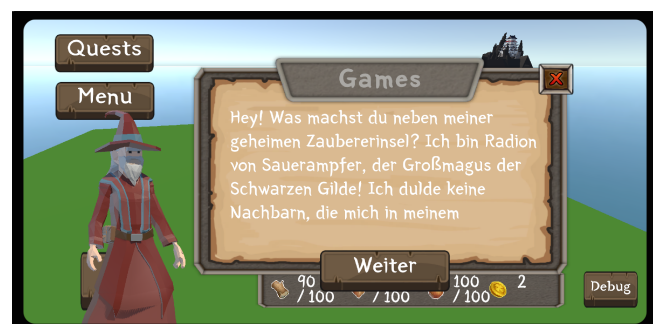 Quests
Menu
Games
Hey! Was machst du neben meiner
geheimen Zaubererinsel? Ich bin Radion
von Sauerampfer, der Großmagus der
Schwarzen Gilde! Ich dulde keine
Nachbarn, die mich in meinem
Weiter
90
/100
/100
100
/100
2
Debug